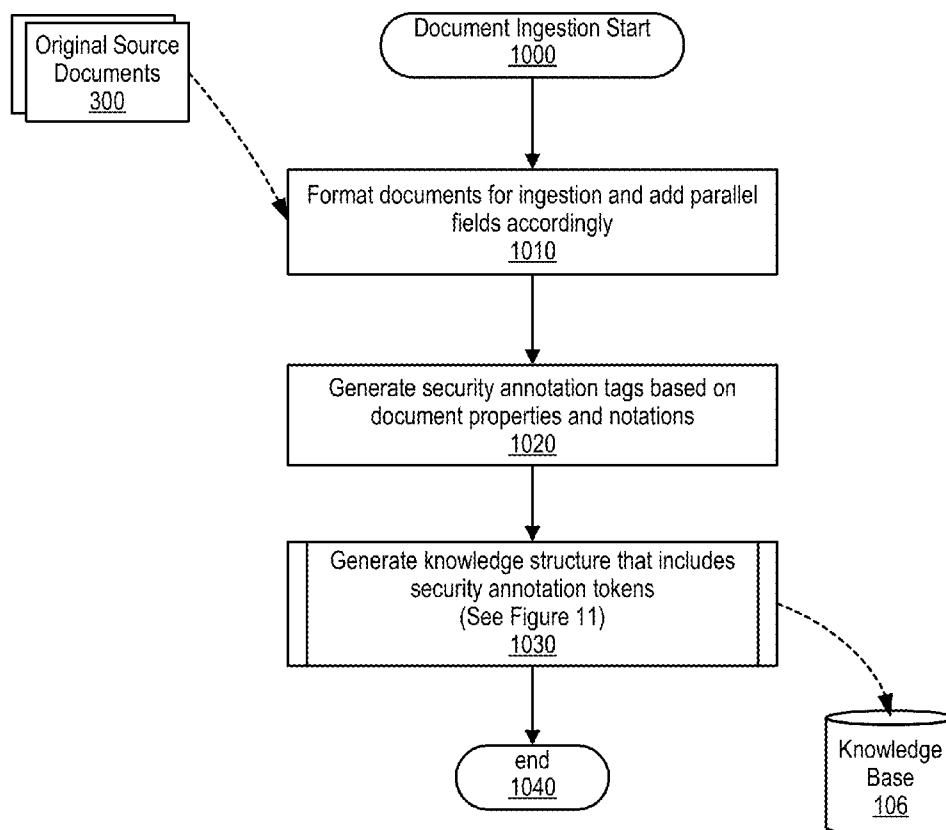 Original Source
Documents
300
Document Ingestion Start
1000
Format documents for ingestion and add parallel
fields accordingly
1010
Generate security annotation tags based on
document properties and notations
1020
Generate knowledge structure that includes
security annotation tokens
(See Figure 11)
1030
end
1040
Knowledge
Base
106